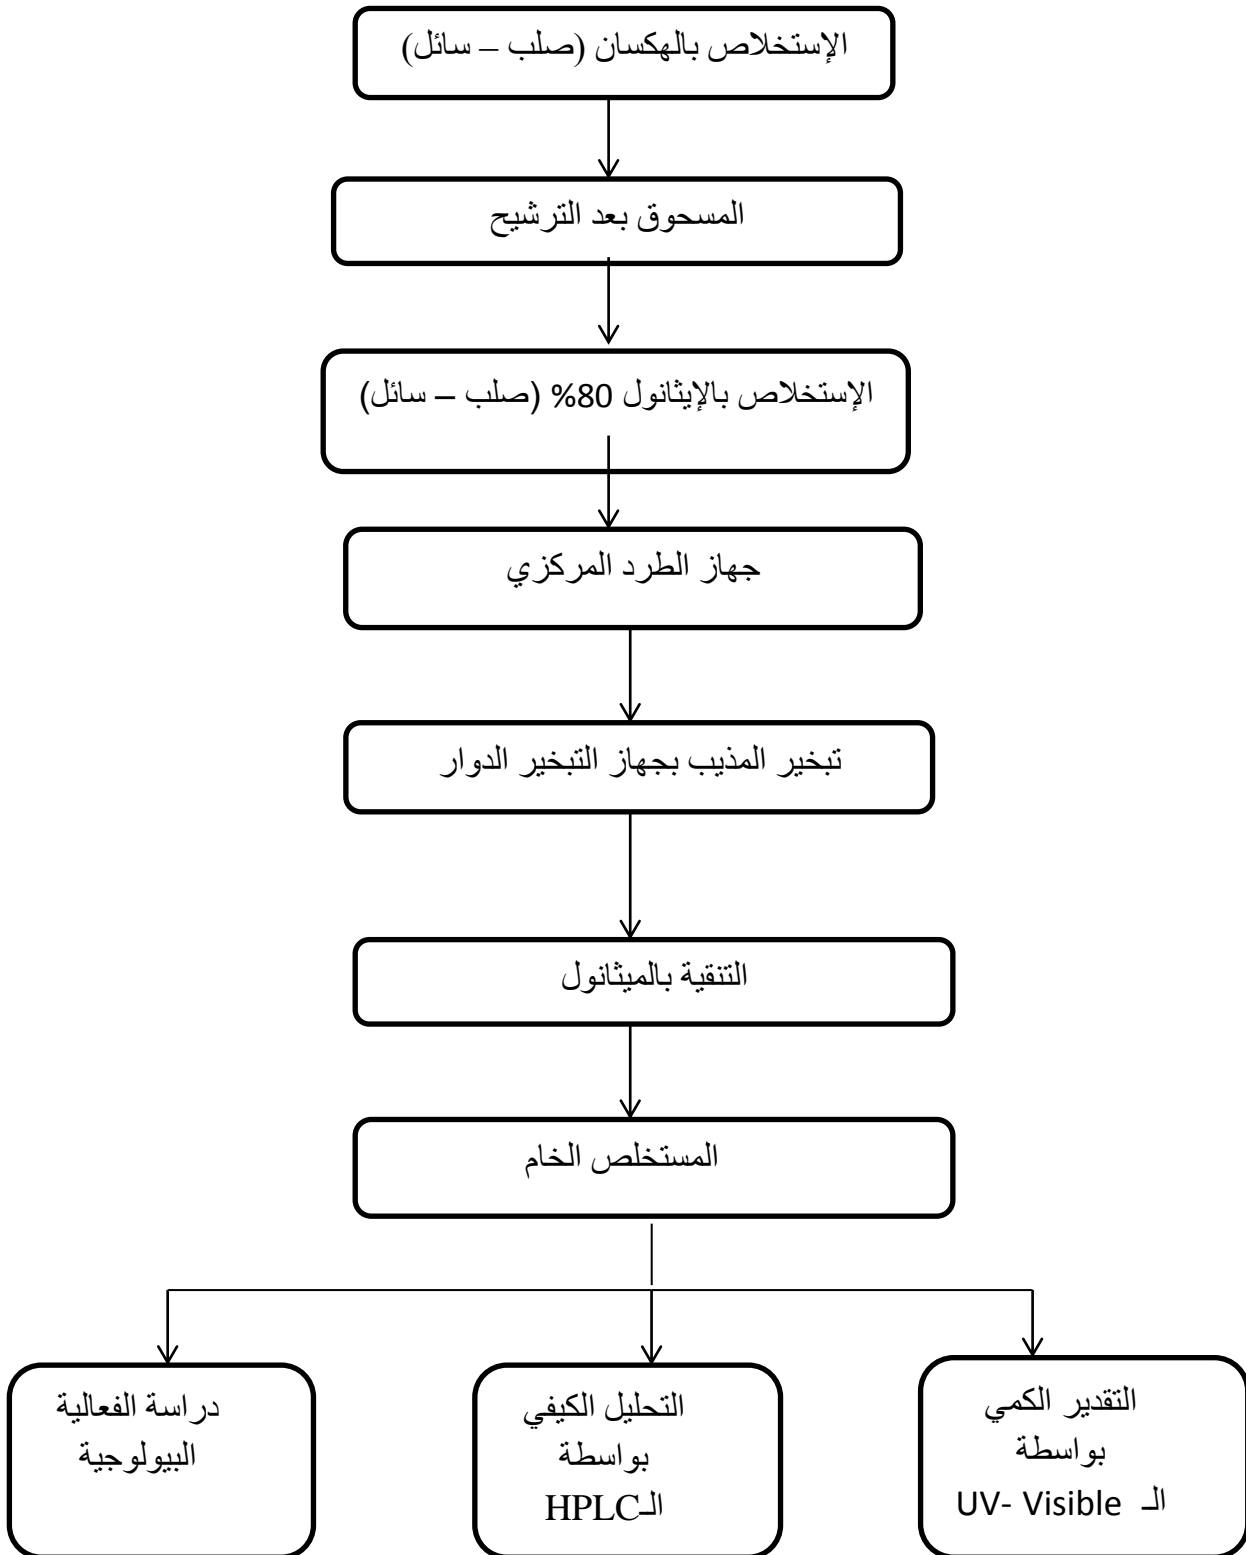 الإستخلاص بالهكسان (صلب – سائل)
المسحوق بعد الترشيح
الإستخلاص بالإيثانول 80% (صلب – سائل)
جهاز الطرد المركزي
تبخير المذيب بجهاز التبخير الدوار
التنقية بالميثانول
المستخلص الخام
التقدير الكمي
بواسطة
الـ UV- Visible
التحليل الكيفي
بواسطة
الـHPLC
دراسة الفعالية
البيولوجية